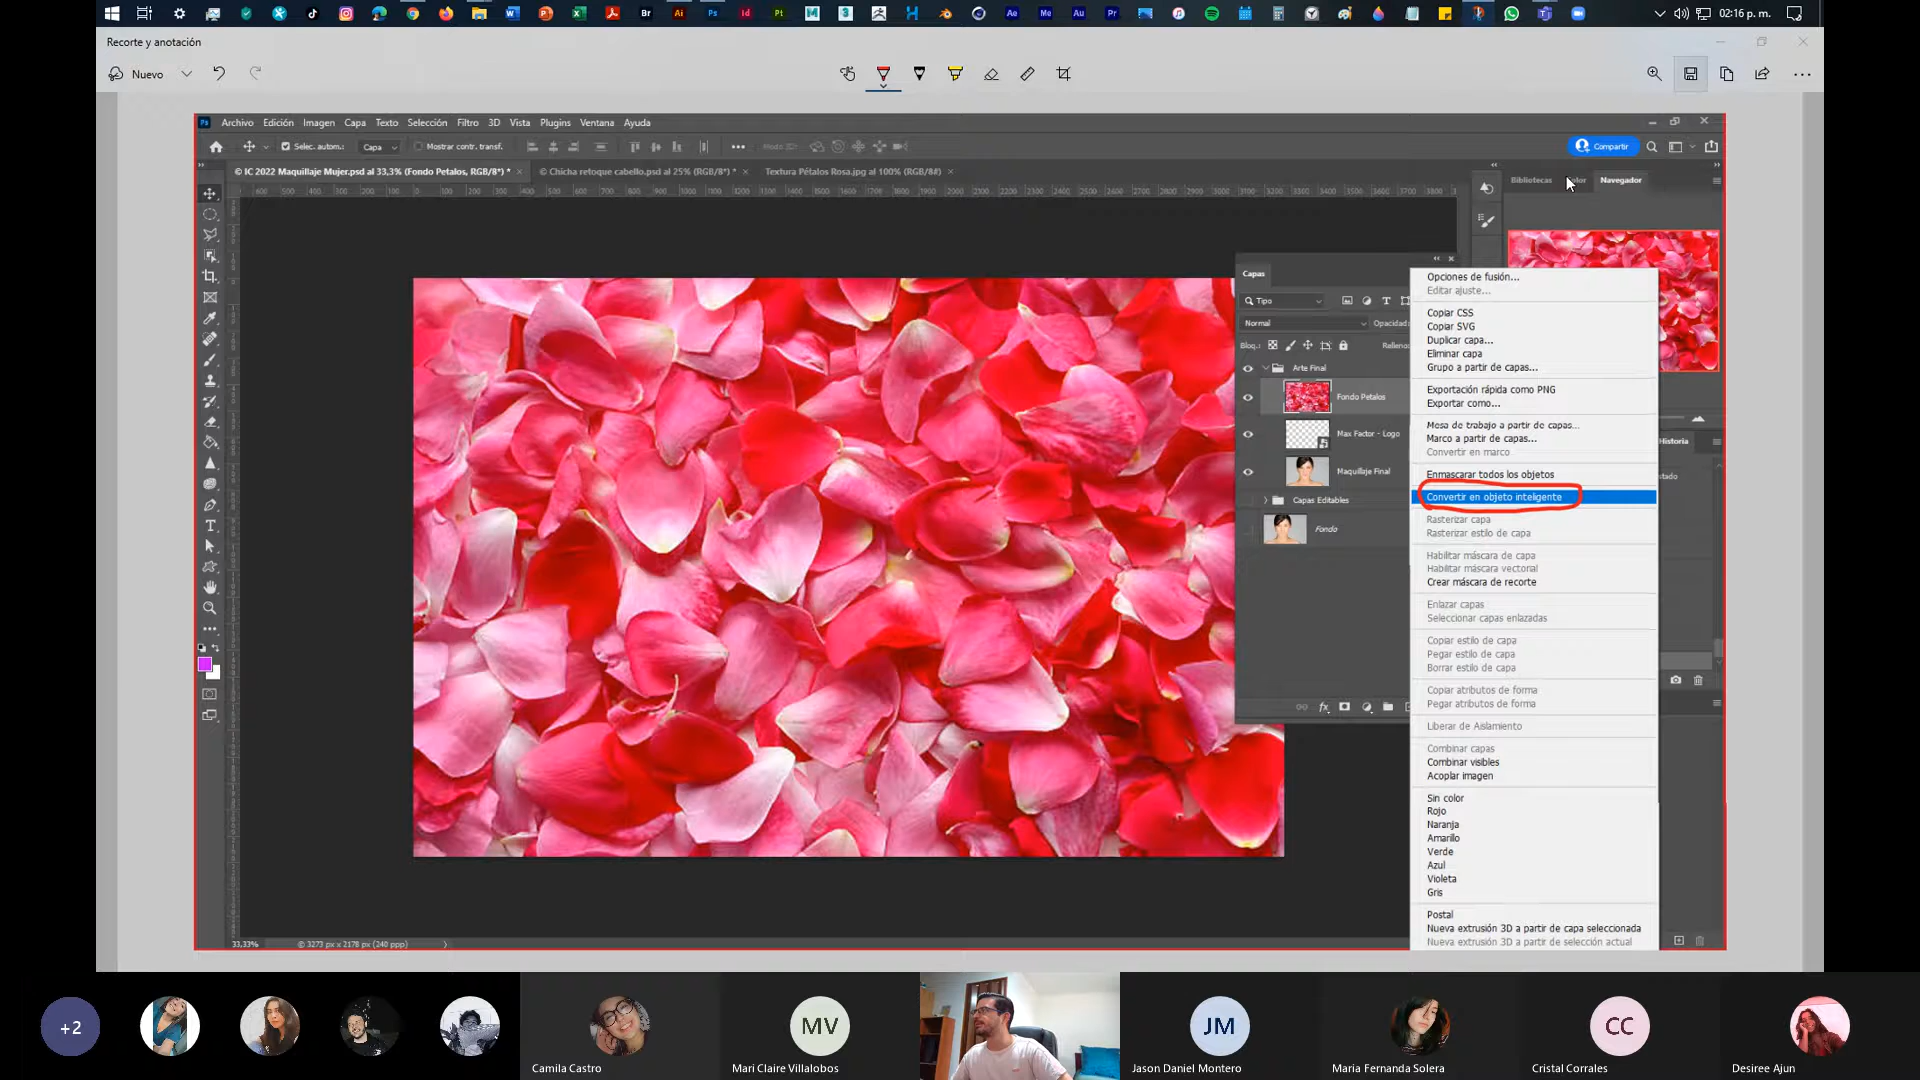 02:16 p. m.
Recorte y anotación
Nuevo
Archivo Edición Imagen Capa Texto Selección Filtro 3D Vista Plugins Ventana Ayuda
Selec. autom.: Capa Mostrar contr. transf. Modo 3D: Compartir
© IC 2022 Maquillaje Mujer.psd al 33,3% (Fondo Petalos, RGB/8*) *
© Chicha retoque cabello.psd al 25% (RGB/8*) *
Textura Pétalos Rosa.jpg al 100% (RGB/8#)
Bibliotecas
Navegador
Capas
Tipo
Normal
Opacidad:
Bloq.:
Relleno:
Arte Final
Fondo Petalos
Max Factor - Logo
Maquillaje Final
Capas Editables
Fondo
Historia
Opciones de fusión...
Editar ajuste...
Copiar CSS
Copiar SVG
Duplicar capa...
Eliminar capa
Grupo a partir de capas...
Exportación rápida como PNG
Exportar como...
Mesa de trabajo a partir de capas...
Marco a partir de capas...
Convertir en marco
Enmascarar todos los objetos
Convertir en objeto inteligente
Rasterizar capa
Rasterizar estilo de capa
Habilitar máscara de capa
Habilitar máscara vectorial
Crear máscara de recorte
Enlazar capas
Seleccionar capas enlazadas
Copiar estilo de capa
Pegar estilo de capa
Borrar estilo de capa
Copiar atributos de forma
Pegar atributos de forma
Liberar de Aislamiento
Combinar capas
Combinar visibles
Acoplar imagen
Sin color
Rojo
Naranja
Amarillo
Verde
Azul
Violeta
Gris
Postal
Nueva extrusión 3D a partir de capa seleccionada
Nueva extrusión 3D a partir de selección actual
33,33% © 3273 px x 2178 px (240 ppp)
+2
MV
JM
CC
Camila Castro
Mari Claire Villalobos
Jason Daniel Montero
Maria Fernanda Solera
Cristal Corrales
Desiree Ajun